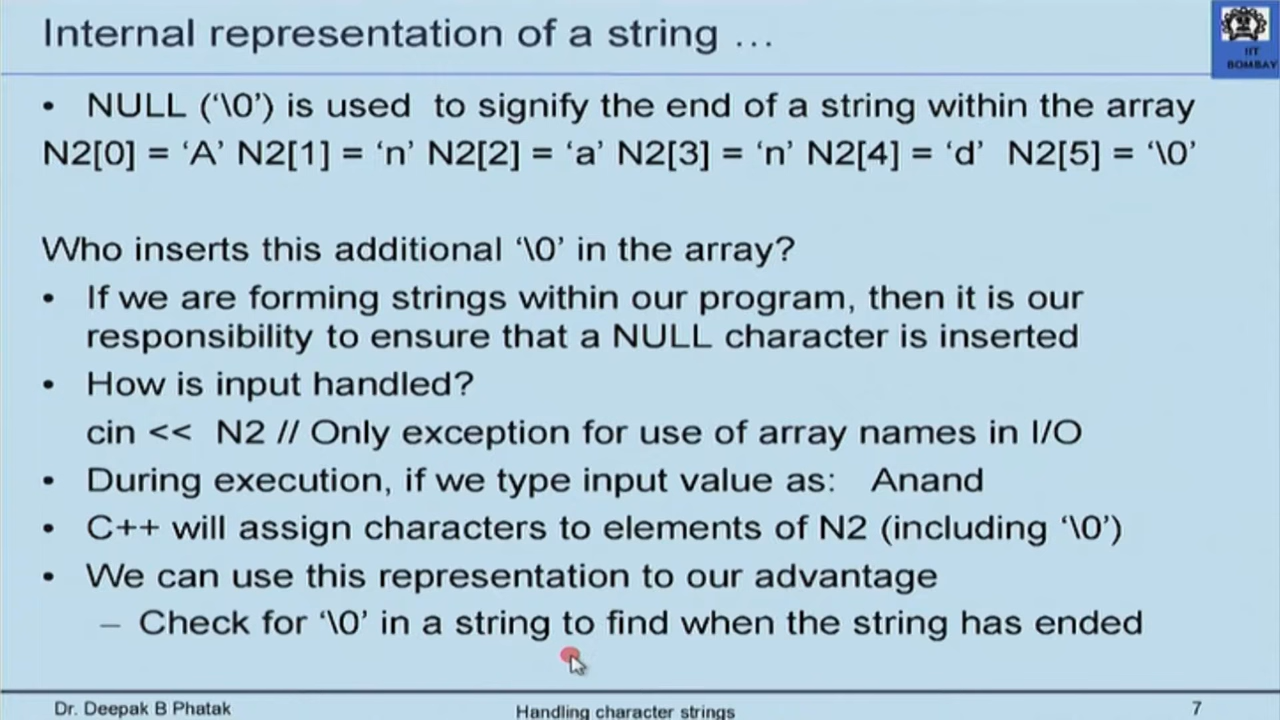 Internal representation of a string ...
IIT
BOMBAY
• NULL ('\0') is used to signify the end of a string within the array
N2[0] = 'A' N2[1] = 'n' N2[2] = 'a' N2[3] = 'n' N2[4] = 'd' N2[5] = '\0'
Who inserts this additional '\0' in the array?
• If we are forming strings within our program, then it is our
responsibility to ensure that a NULL character is inserted
• How is input handled?
cin << N2 // Only exception for use of array names in I/O
• During execution, if we type input value as: Anand
• C++ will assign characters to elements of N2 (including '\0')
• We can use this representation to our advantage
– Check for '\0' in a string to find when the string has ended
Dr. Deepak B Phatak
Handling character strings
7